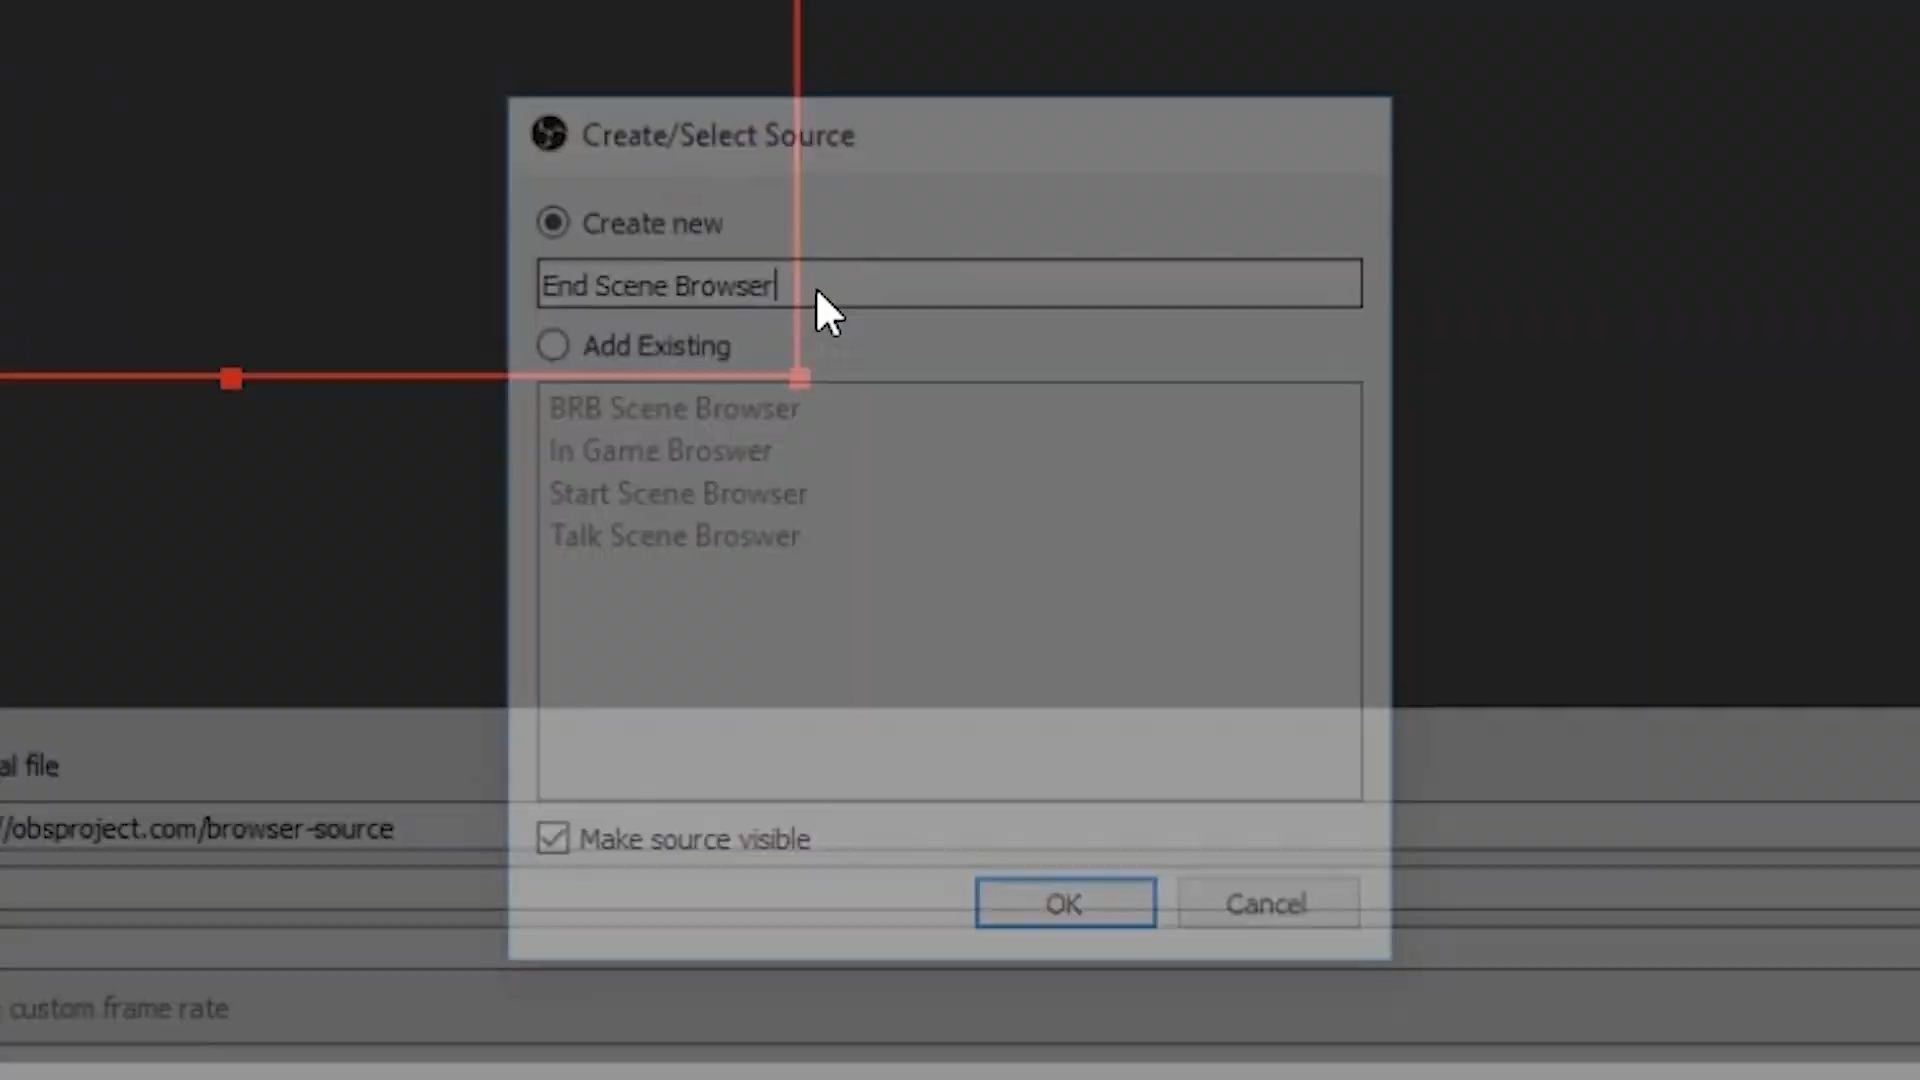 Create/Select Source
Create new
End Scene Browser
Add Existing
BRB Scene Browser
In Game Broswer
Start Scene Browser
Talk Scene Broswer
al file
//obsproject.com/browser-source
Make source visible
OK Cancel
custom frame rate